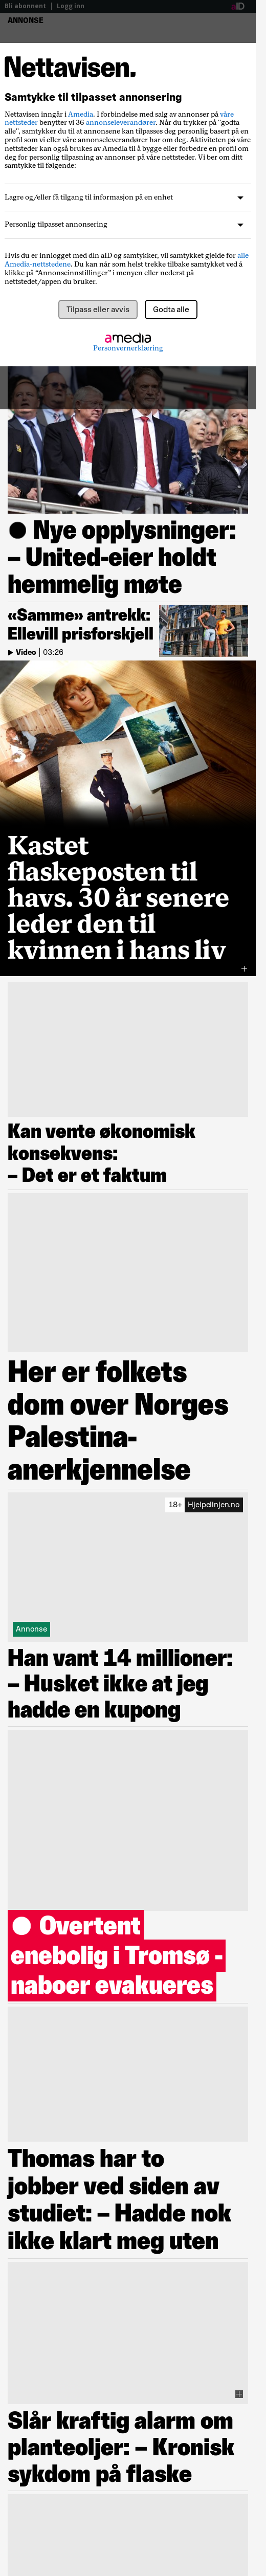 Bli abonnent | Logg inn
aID
ANNONSE
Nettavisen.
Samtykke til tilpasset annonsering
Nettavisen inngår i Amedia. I forbindelse med salg av annonser på våre
nettsteder benytter vi 36 annonseleverandører. Når du trykker på "godta
alle", samtykker du til at annonsene kan tilpasses deg personlig basert på en
profil som vi eller våre annonseleverandører har om deg. Aktiviteten på våre
nettsteder kan også brukes av Amedia til å bygge eller forbedre en profil om
deg for personlig tilpasning av annonser på våre nettsteder. Vi ber om ditt
samtykke til følgende:
Lagre og/eller få tilgang til informasjon på en enhet
Personlig tilpasset annonsering
Hvis du er innlogget med din aID og samtykker, vil samtykket gjelde for alle
Amedia-nettstedene. Du kan når som helst trekke tilbake samtykket ved å
klikke på “Annonseinnstillinger” i menyen eller nederst på
nettstedet/appen du bruker.
Tilpass eller avvis
Godta alle
amedia
Personvernerklæring
Nye opplysninger:
– United-eier holdt
hemmelig møte
«Samme» antrekk:
Ellevill prisforskjell
Video | 03:26
Kastet
flaskeposten til
havs. 30 år senere
leder den til
kvinnen i hans liv
Kan vente økonomisk
konsekvens:
– Det er et faktum
Her er folkets
dom over Norges
Palestina-
anerkjennelse
18+ Hjelpelinjen.no
Annonse
Han vant 14 millioner:
– Husket ikke at jeg
hadde en kupong
Overtent
enebolig i Tromsø -
naboer evakueres
Thomas har to
jobber ved siden av
studiet: – Hadde nok
ikke klart meg uten
Slår kraftig alarm om
planteoljer: – Kronisk
sykdom på flaske